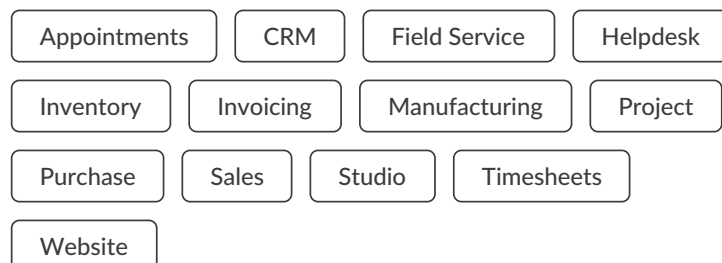 Appointments CRM Field Service Helpdesk
Inventory Invoicing Manufacturing Project
Purchase Sales Studio Timesheets
Website